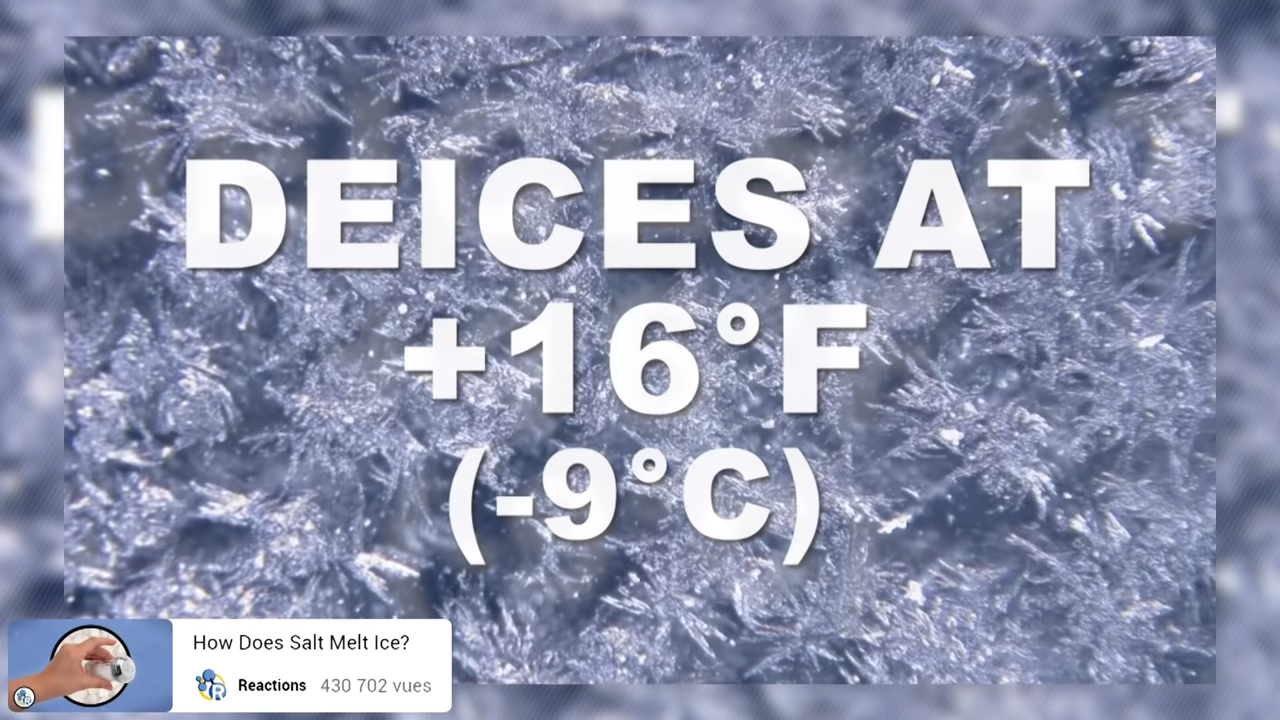 DEICES AT
+16°F
(-9°C)
How Does Salt Melt Ice?
Reactions 430 702 vues